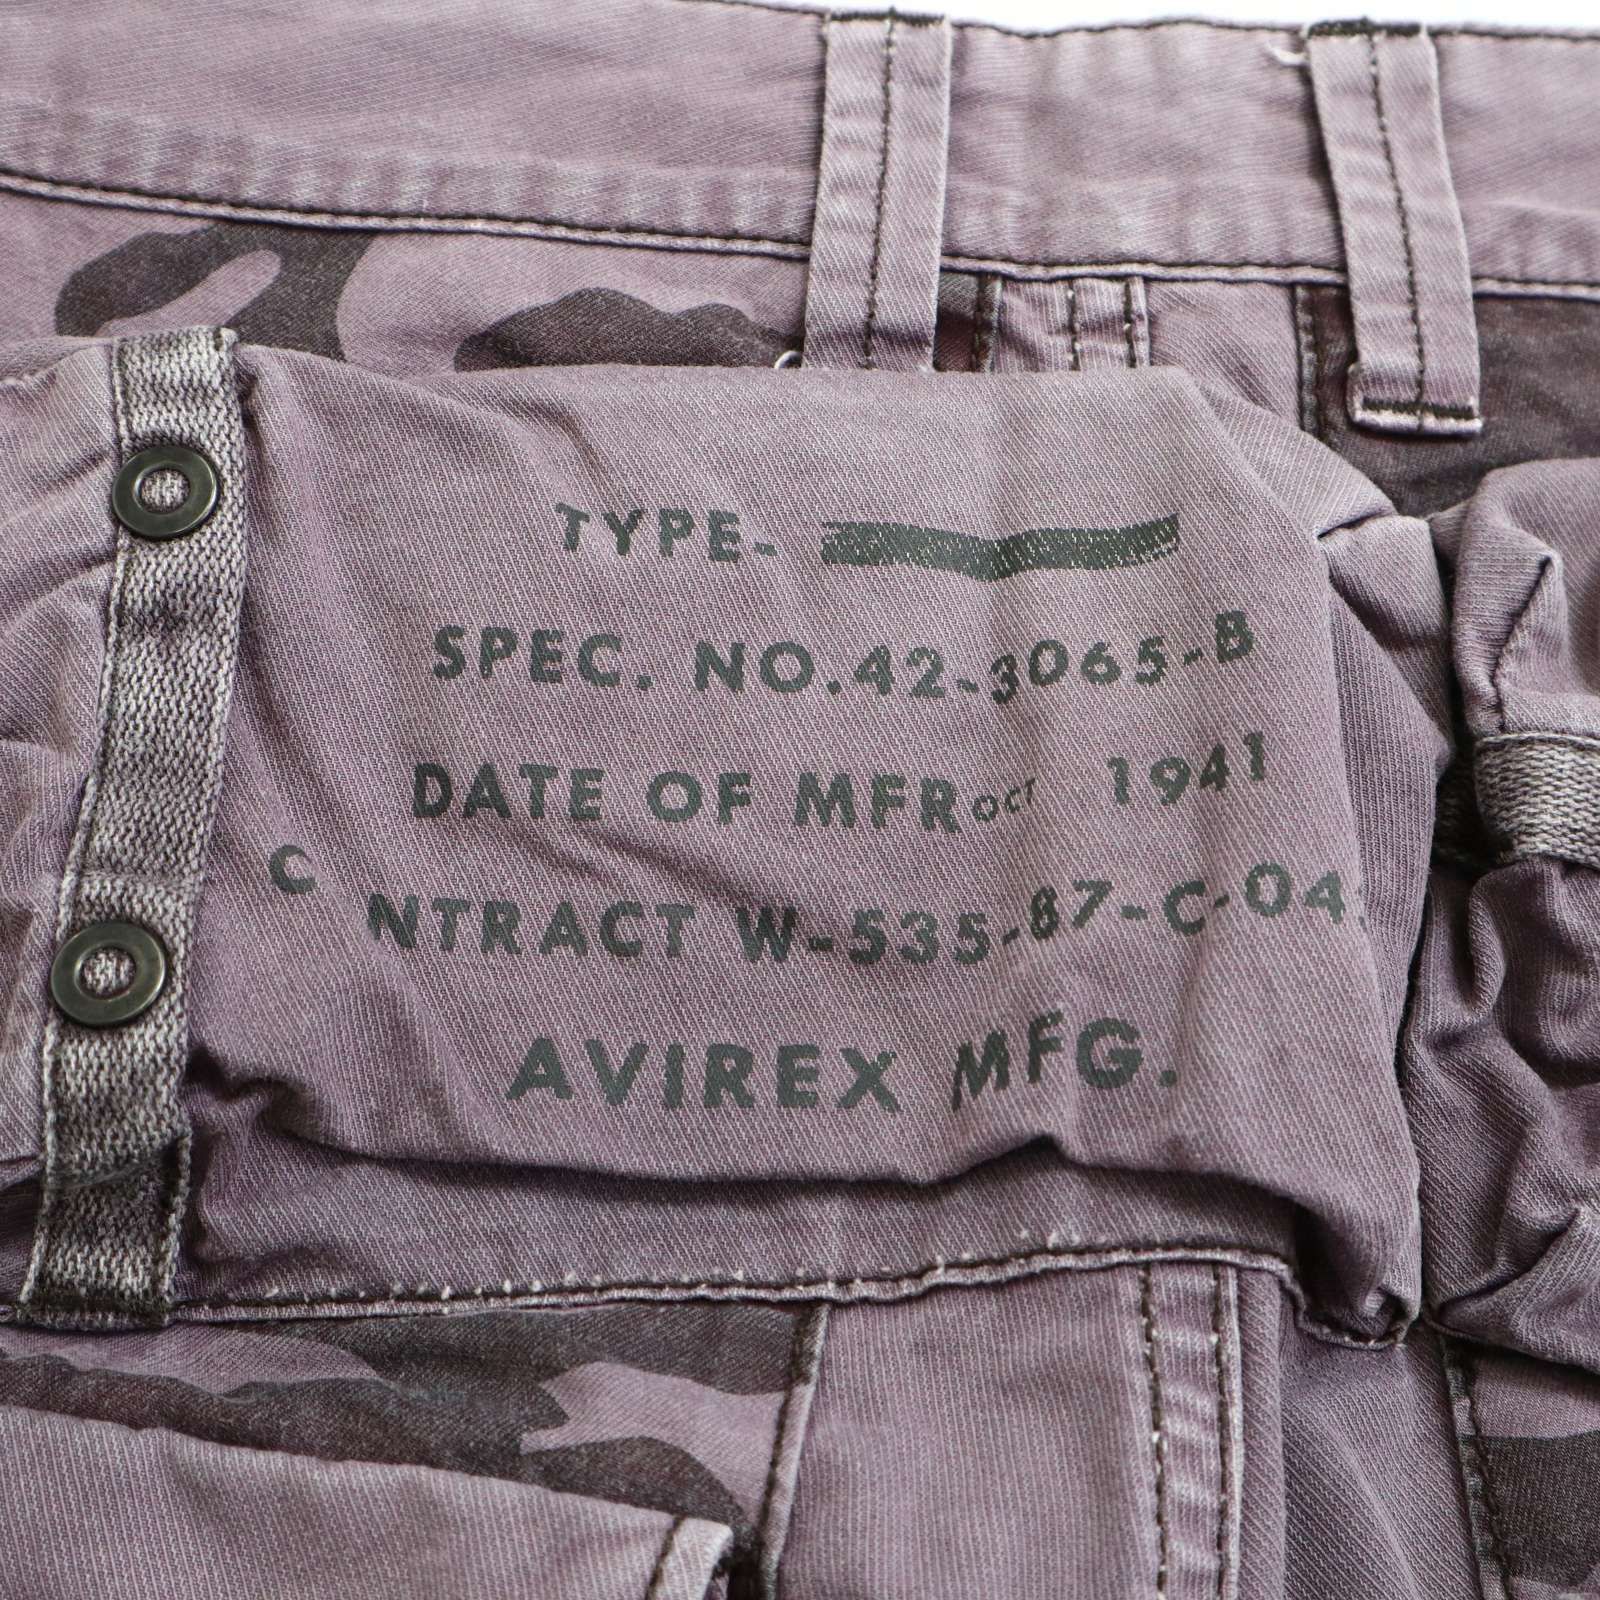 TYPE-
SPEC. NO. 42-3065-B
DATE OF MFR OCT 1941
C NTRACT W-535-87-C-04.
AVIREX MFG.